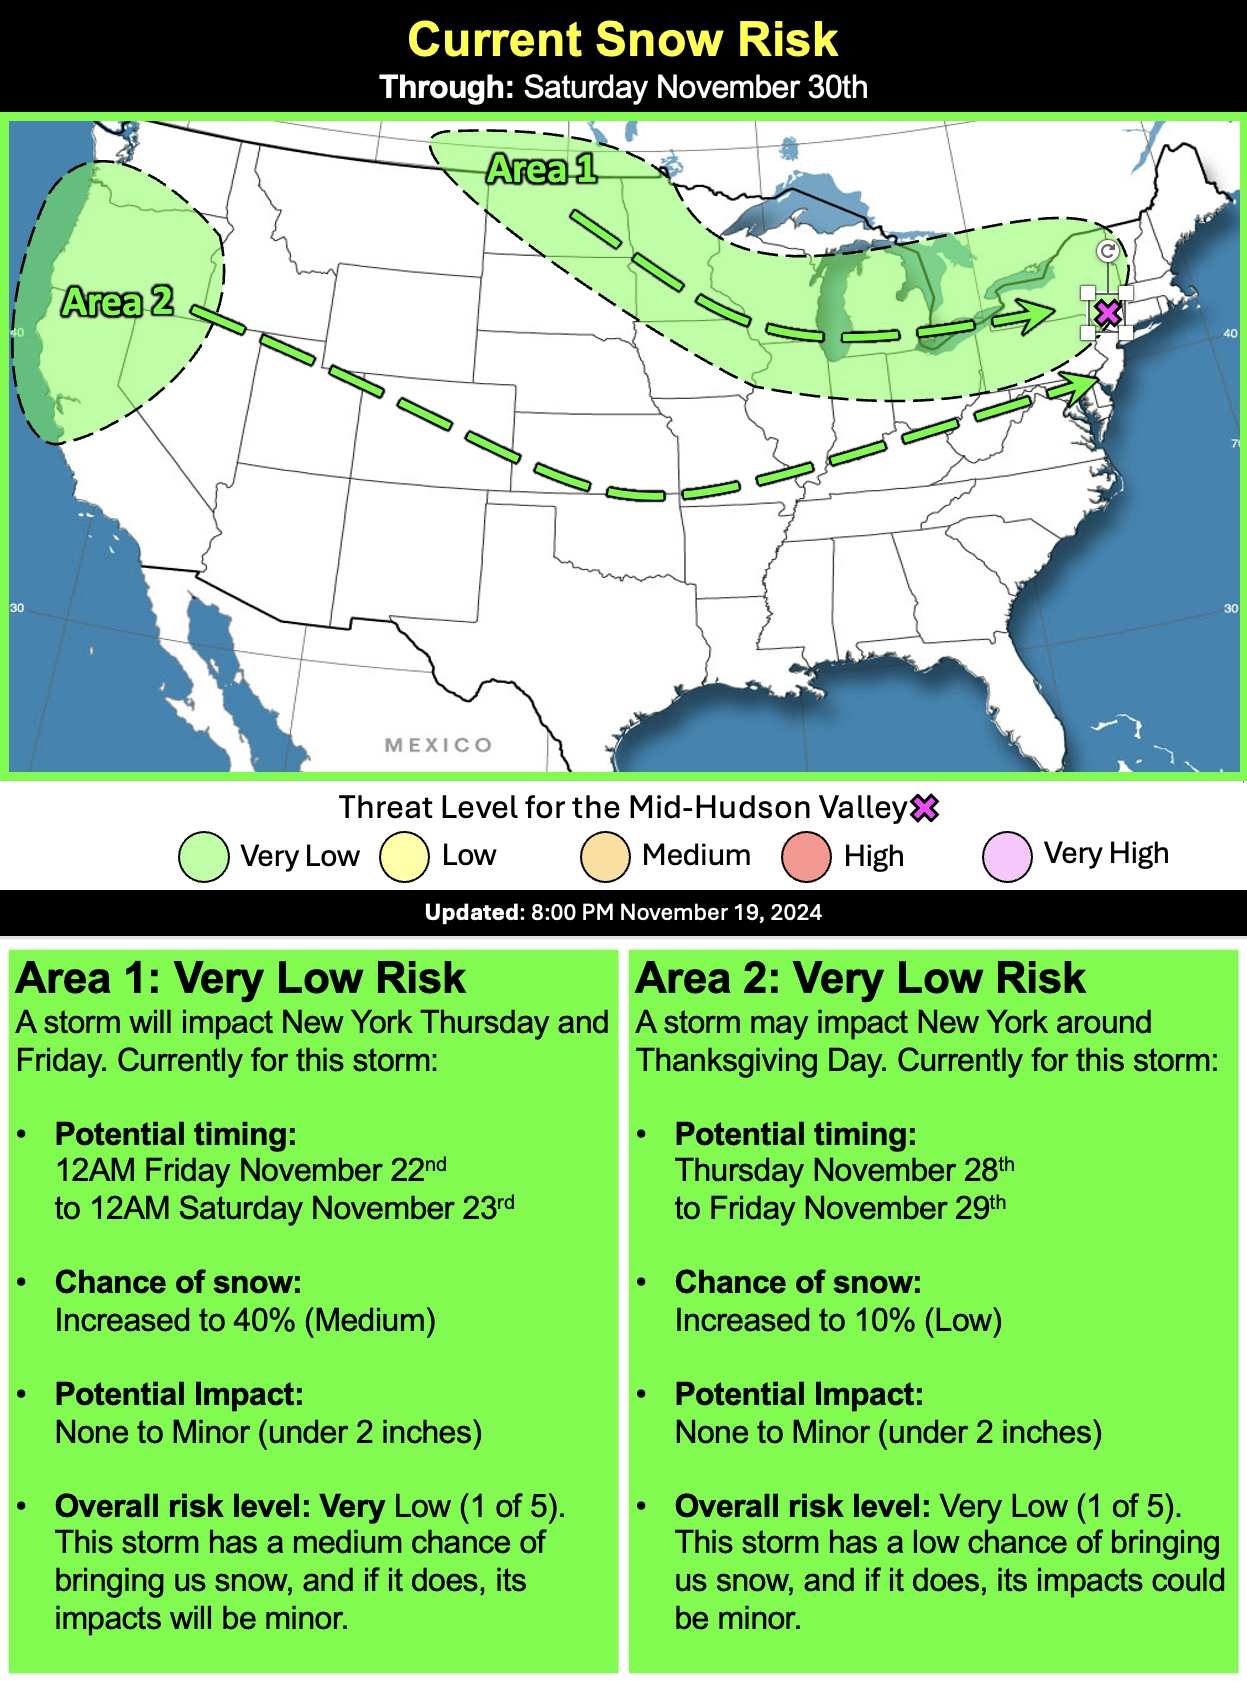 Current Snow Risk
Through: Saturday November 30th
Area 1
Area 2
40
40
70
30
30
MEXICO
Threat Level for the Mid-Hudson Valley
Very Low
Low
Medium
High
Very High
Updated: 8:00 PM November 19, 2024
Area 1: Very Low Risk
A storm will impact New York Thursday and
Friday. Currently for this storm:
• Potential timing:
12AM Friday November 22nd
to 12AM Saturday November 23rd
• Chance of snow:
Increased to 40% (Medium)
• Potential Impact:
None to Minor (under 2 inches)
• Overall risk level: Very Low (1 of 5).
This storm has a medium chance of
bringing us snow, and if it does, its
impacts will be minor.
Area 2: Very Low Risk
A storm may impact New York around
Thanksgiving Day. Currently for this storm:
• Potential timing:
Thursday November 28th
to Friday November 29th
• Chance of snow:
Increased to 10% (Low)
• Potential Impact:
None to Minor (under 2 inches)
• Overall risk level: Very Low (1 of 5).
This storm has a low chance of bringing
us snow, and if it does, its impacts could
be minor.